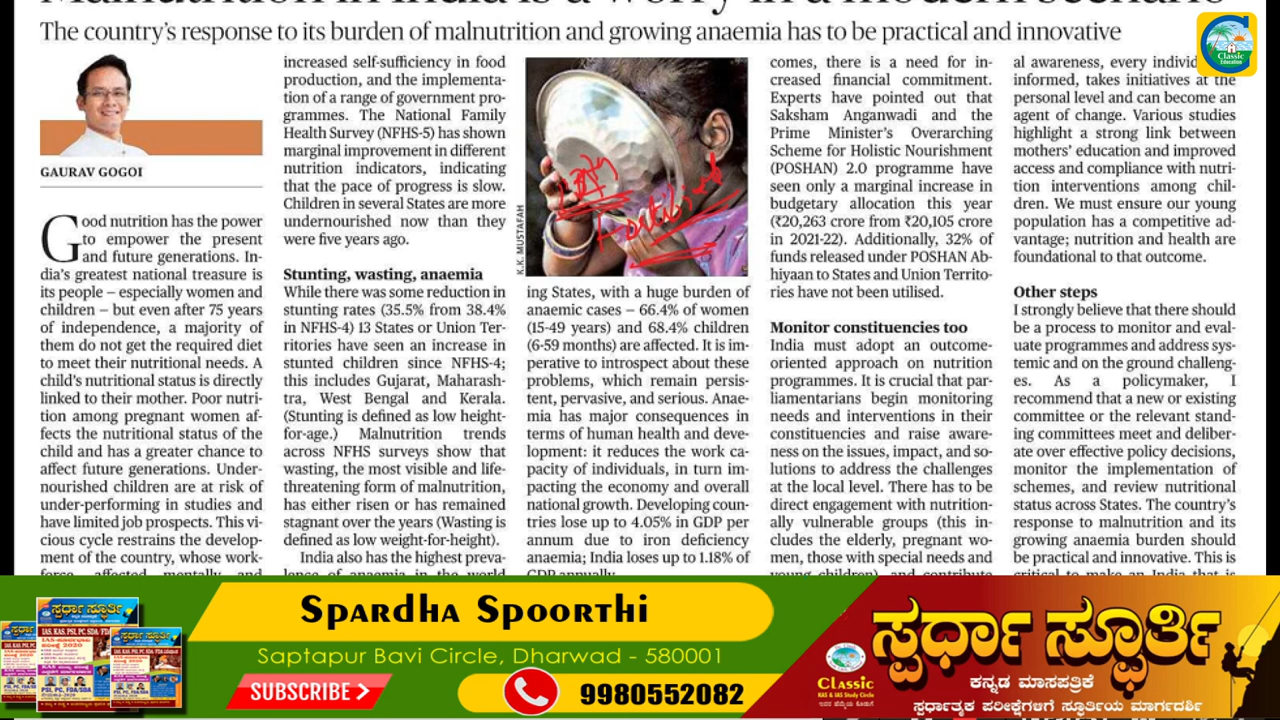 The country's response to its burden of malnutrition and growing anaemia has to be practical and innovative
GAURAV GOGOI
Good nutrition has the power
to empower the present
and future generations. In-
dia's greatest national treasure is
its people – especially women and
children – but even after 75 years
of independence, a majority of
them do not get the required diet
to meet their nutritional needs. A
child's nutritional status is directly
linked to their mother. Poor nutri-
tion among pregnant women af-
fects the nutritional status of the
child and has a greater chance to
affect future generations. Under-
nourished children are at risk of
under-performing in studies and
have limited job prospects. This vi-
cious cycle restrains the develop-
ment of the country, whose work-
force, affected mentally and
increased self-sufficiency in food
production, and the implementa-
tion of a range of government pro-
grammes. The National Family
Health Survey (NFHS-5) has shown
marginal improvement in different
nutrition indicators, indicating
that the pace of progress is slow.
Children in several States are more
undernourished now than they
were five years ago.
Stunting, wasting, anaemia
While there was some reduction in
stunting rates (35.5% from 38.4%
in NFHS-4) 13 States or Union Ter-
ritories have seen an increase in
stunted children since NFHS-4;
this includes Gujarat, Maharash-
tra, West Bengal and Kerala.
(Stunting is defined as low height-
for-age.) Malnutrition trends
across NFHS surveys show that
wasting, the most visible and life-
threatening form of malnutrition,
has either risen or has remained
stagnant over the years (Wasting is
defined as low weight-for-height).
India also has the highest preva-
lence of anaemia in the world
K.K. MUSTAFAH
ing States, with a huge burden of
anaemic cases – 66.4% of women
(15-49 years) and 68.4% children
(6-59 months) are affected. It is im-
perative to introspect about these
problems, which remain persis-
tent, pervasive, and serious. Anae-
mia has major consequences in
terms of human health and deve-
lopment: it reduces the work ca-
pacity of individuals, in turn im-
pacting the economy and overall
national growth. Developing coun-
tries lose up to 4.05% in GDP per
annum due to iron deficiency
anaemia; India loses up to 1.18% of
GDP annually.
comes, there is a need for in-
creased financial commitment.
Experts have pointed out that
Saksham Anganwadi and the
Prime Minister's Overarching
Scheme for Holistic Nourishment
(POSHAN) 2.0 programme have
seen only a marginal increase in
budgetary allocation this year
(₹20,263 crore from ₹20,105 crore
in 2021-22). Additionally, 32% of
funds released under POSHAN Ab-
hiyaan to States and Union Territo-
ries have not been utilised.
Monitor constituencies too
India must adopt an outcome-
oriented approach on nutrition
programmes. It is crucial that par-
liamentarians begin monitoring
needs and interventions in their
constituencies and raise aware-
ness on the issues, impact, and so-
lutions to address the challenges
at the local level. There has to be
direct engagement with nutrition-
ally vulnerable groups (this in-
cludes the elderly, pregnant wo-
men, those with special needs and
young children), and contribute
al awareness, every
informed, takes initiatives at the
personal level and can become an
agent of change. Various studies
highlight a strong link between
mothers' education and improved
access and compliance with nutri-
tion interventions among chil-
dren. We must ensure our young
population has a competitive ad-
vantage; nutrition and health are
foundational to that outcome.
Other steps
I strongly believe that there should
be a process to monitor and eval-
uate programmes and address sys-
temic and on the ground challeng-
es. As a policymaker, I
recommend that a new or existing
committee or the relevant stand-
ing committees meet and deliber-
ate over effective policy decisions,
monitor the implementation of
schemes, and review nutritional
status across States. The country's
response to malnutrition and its
growing anaemia burden should
be practical and innovative. This is
critical to make an India that is
Classic
Education
Spardha Spoorthi
Saptapur Bavi Circle, Dharwad - 580001
SUBSCRIBE
9980552082
ಸ್ಪರ್ಧಾ ಸ್ಫೂರ್ತಿ
ಕನ್ನಡ ಮಾಸಪತ್ರಿಕೆ
ಸ್ಪರ್ಧಾತ್ಮಕ ಪರೀಕ್ಷೆಗಳಿಗೆ ಸ್ಫೂರ್ತಿಯ ಮಾರ್ಗದರ್ಶಿ
Classic
KAS & IAS Study Circle